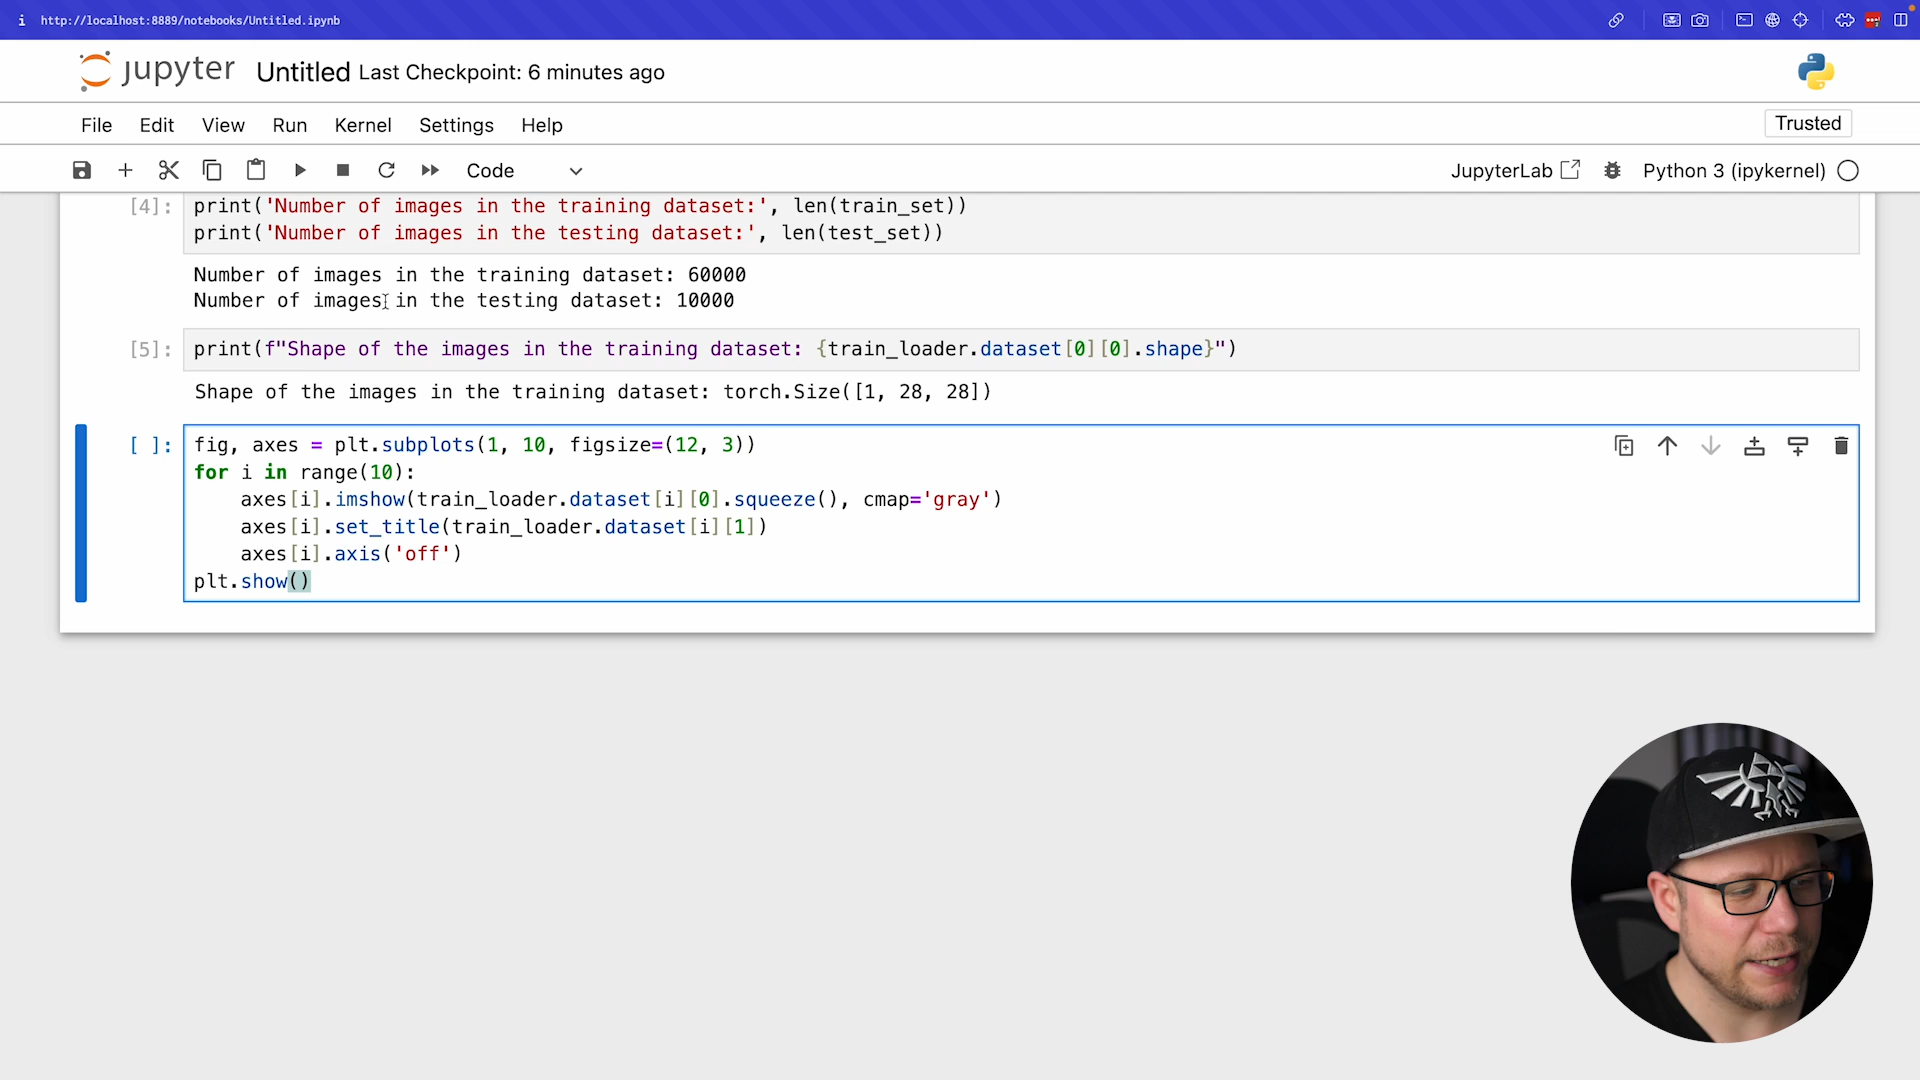 i http://localhost:8889/notebooks/Untitled.ipynb
jupyter Untitled Last Checkpoint: 6 minutes ago
File Edit View Run Kernel Settings Help Trusted
Code JupyterLab Python 3 (ipykernel)
[4]: print('Number of images in the training dataset:', len(train_set))
print('Number of images in the testing dataset:', len(test_set))
Number of images in the training dataset: 60000
Number of images in the testing dataset: 10000
[5]: print(f"Shape of the images in the training dataset: {train_loader.dataset[0][0].shape}")
Shape of the images in the training dataset: torch.Size([1, 28, 28])
[ ]: fig, axes = plt.subplots(1, 10, figsize=(12, 3))
for i in range(10):
    axes[i].imshow(train_loader.dataset[i][0].squeeze(), cmap='gray')
    axes[i].set_title(train_loader.dataset[i][1])
    axes[i].axis('off')
plt.show()